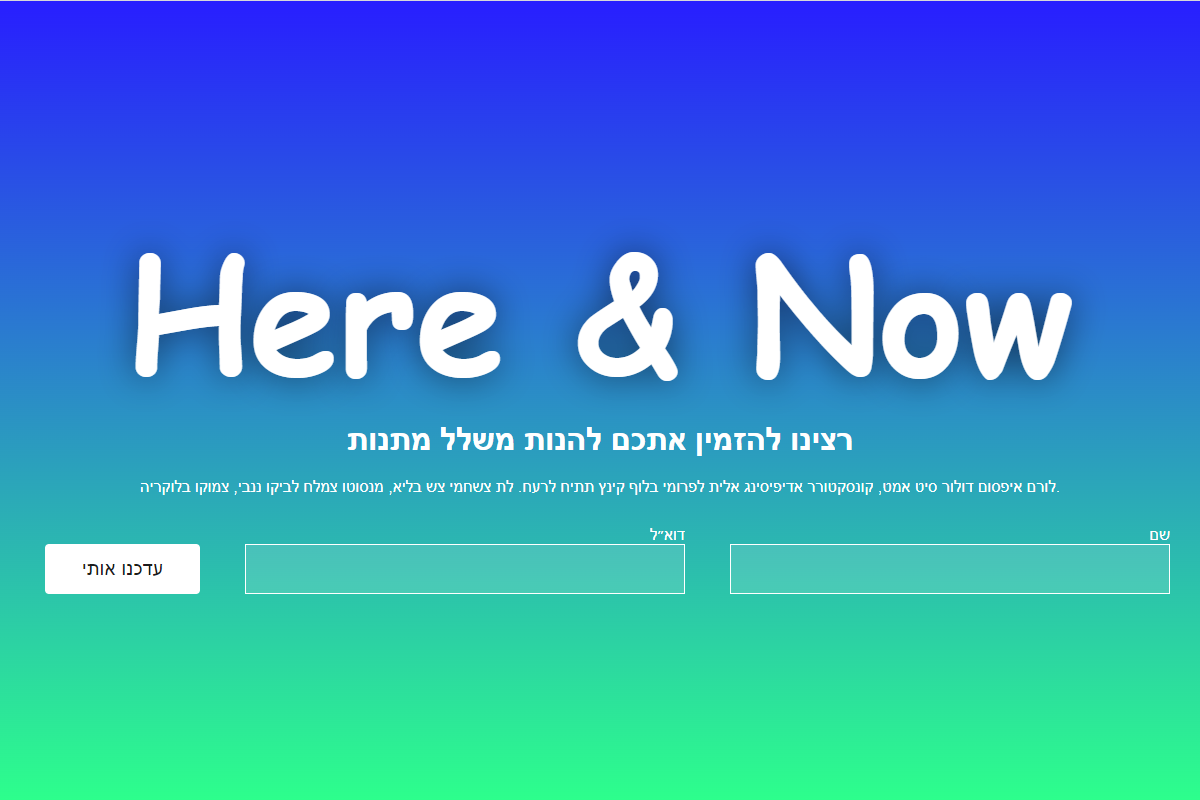 Here & Now
רצינו להזמין אתכם להנות משלל מתנות
לורם איפסום דולור סיט אמט, קונסקטורר אדיפיסינג אלית לפרומי בלוף קינץ תתיח לרעח. לת צשחמי צש בליא, מנסוטו צמלח לביקו ננבי, צמוקו בלוקריה.
שם
דוא״ל
עדכנו אותי